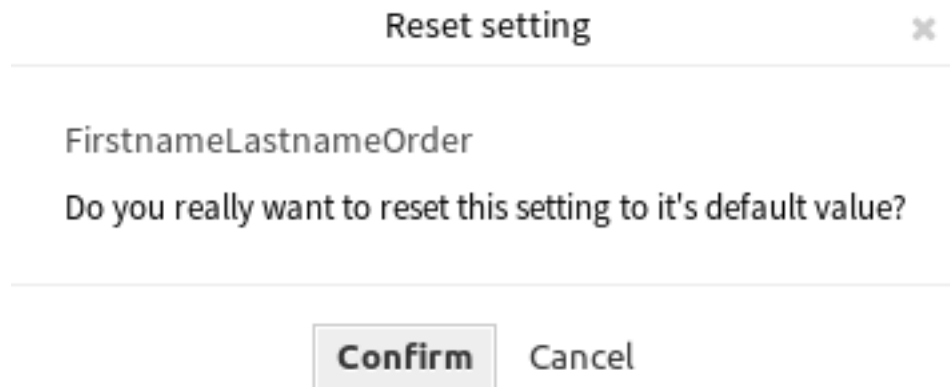 Reset setting
FirstnameLastnameOrder
Do you really want to reset this setting to it's default value?
Confirm Cancel